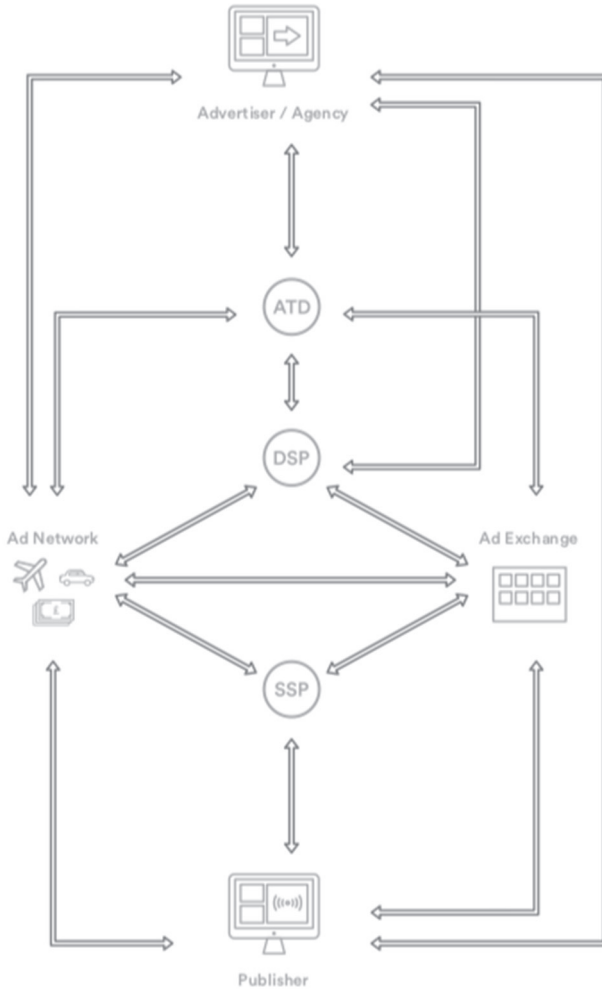 Advertiser / Agency
ATD
DSP
Ad Network
Ad Exchange
£
SSP
Publisher